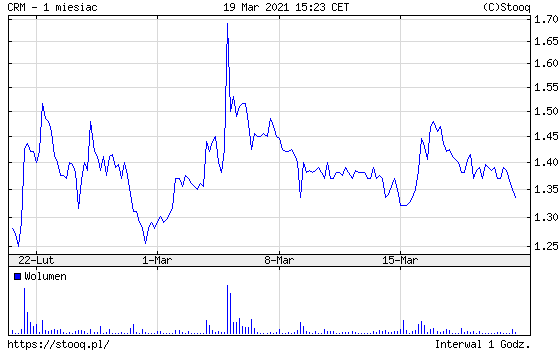 CRM - 1 miesiac 19 Mar 2021 15:23 CET (C)Stooq
1.70
1.65
1.60
1.55
1.50
1.45
1.40
1.35
1.30
1.25
22-Lut 1-Mar 8-Mar 15-Mar
Wolumen
https://stooq.pl/ Interwal 1 Godz.